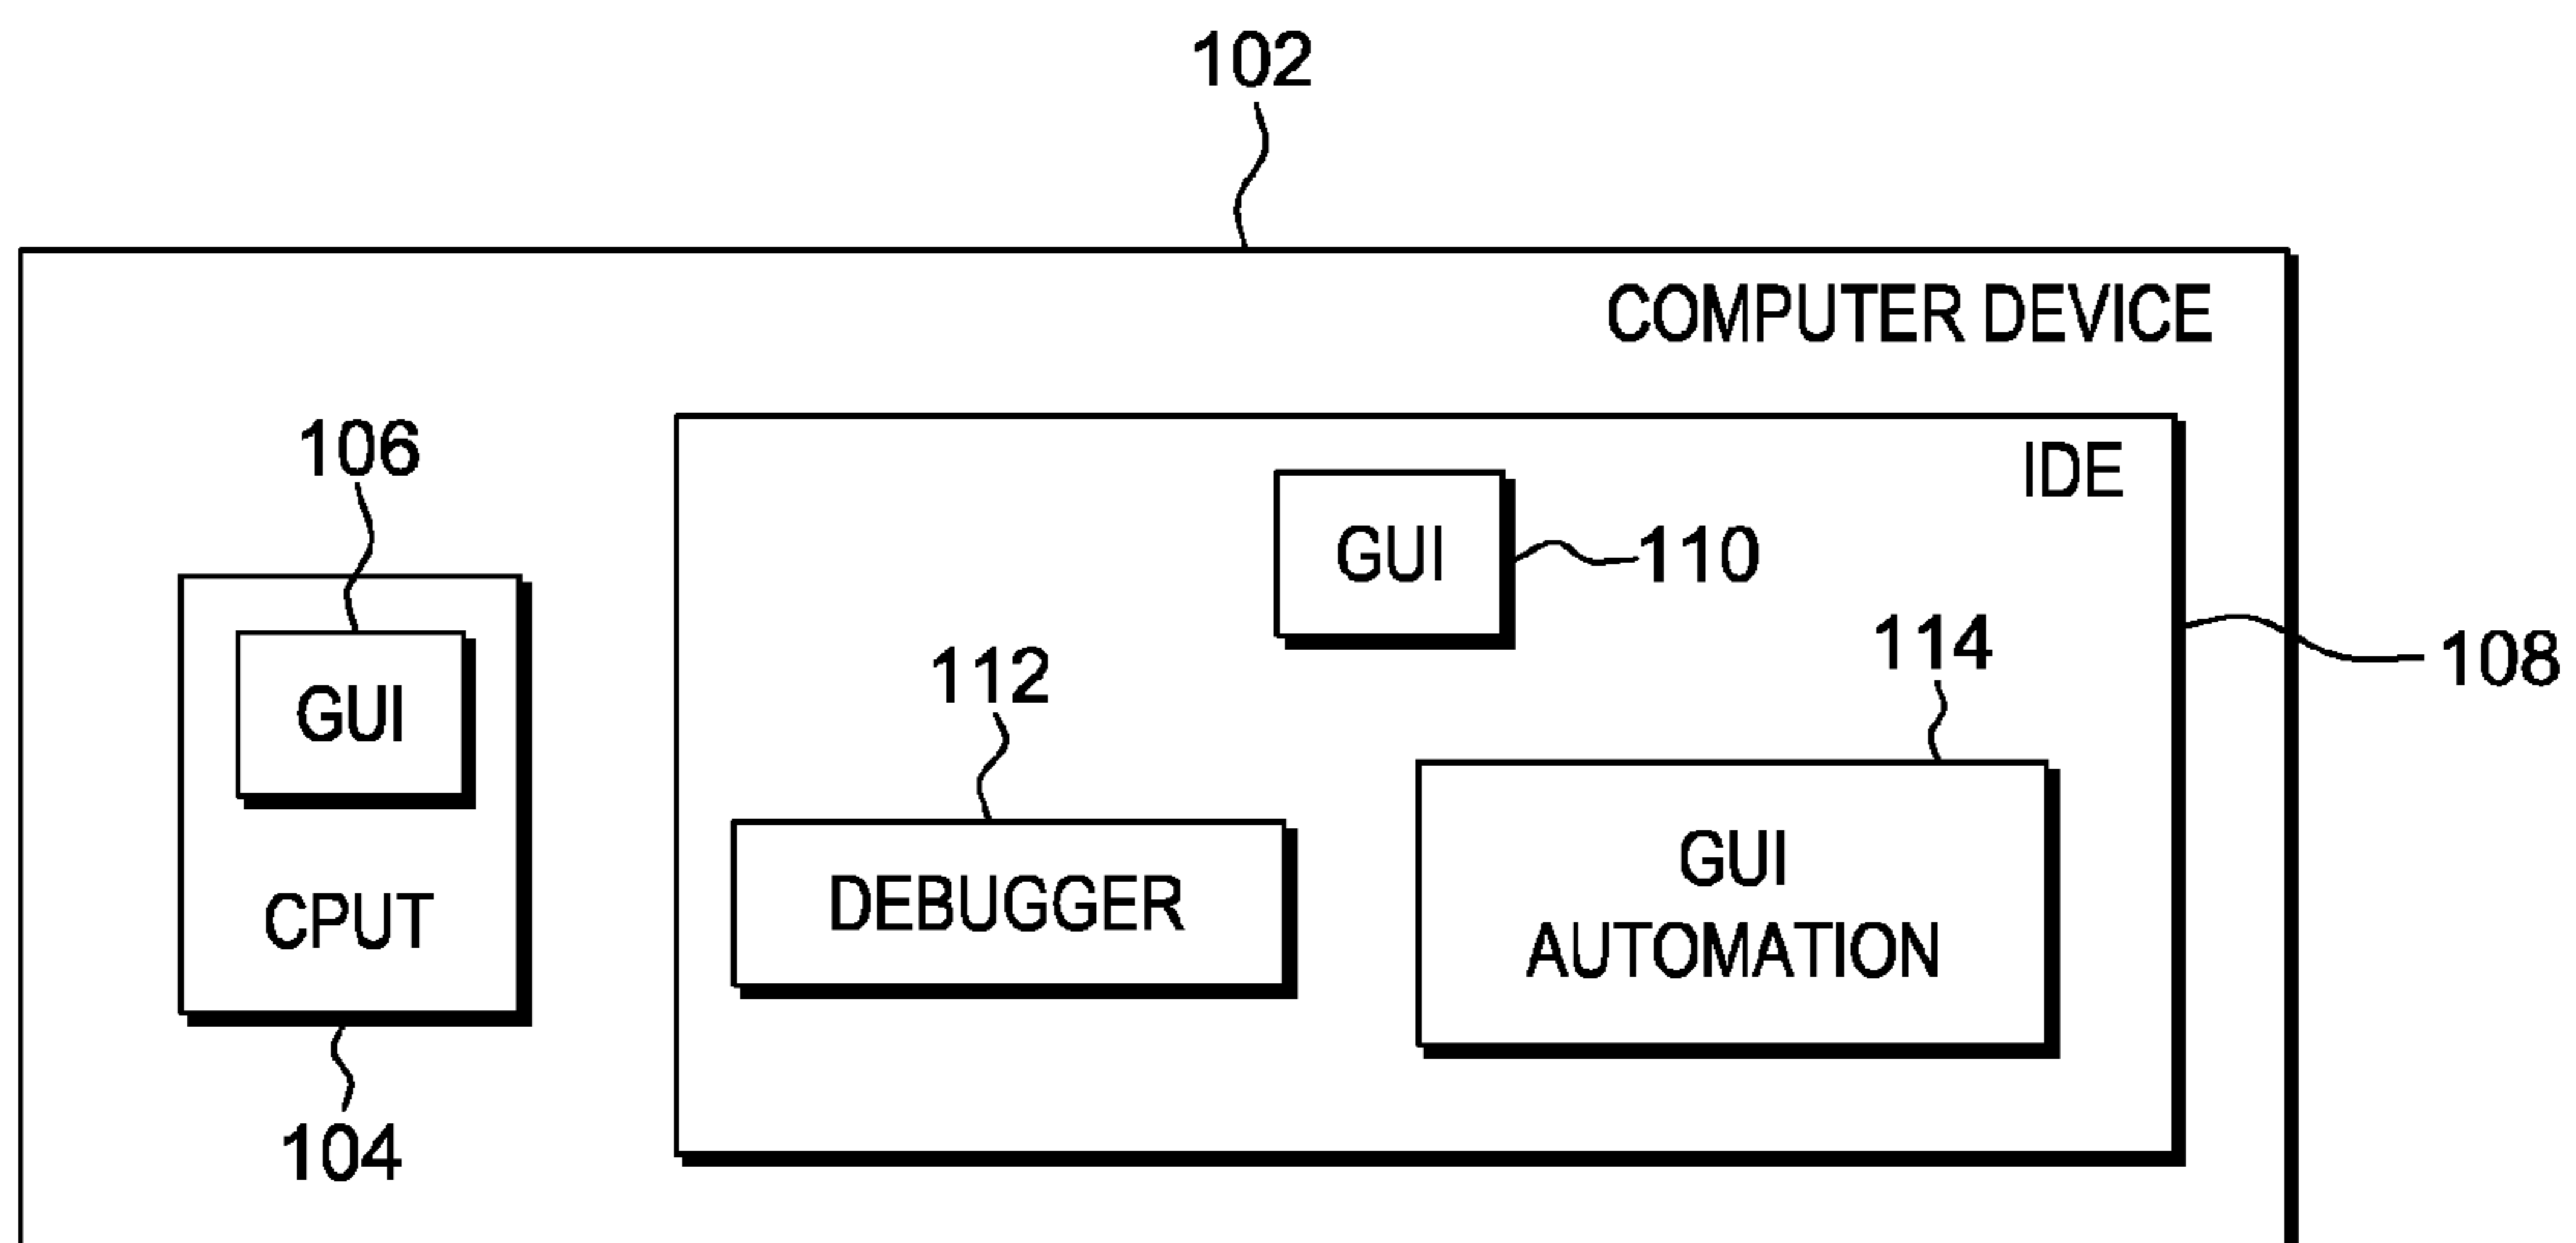 102
COMPUTER DEVICE
106
IDE
GUI
110
114
108
112
GUI
GUI
AUTOMATION
DEBUGGER
CPUT
104